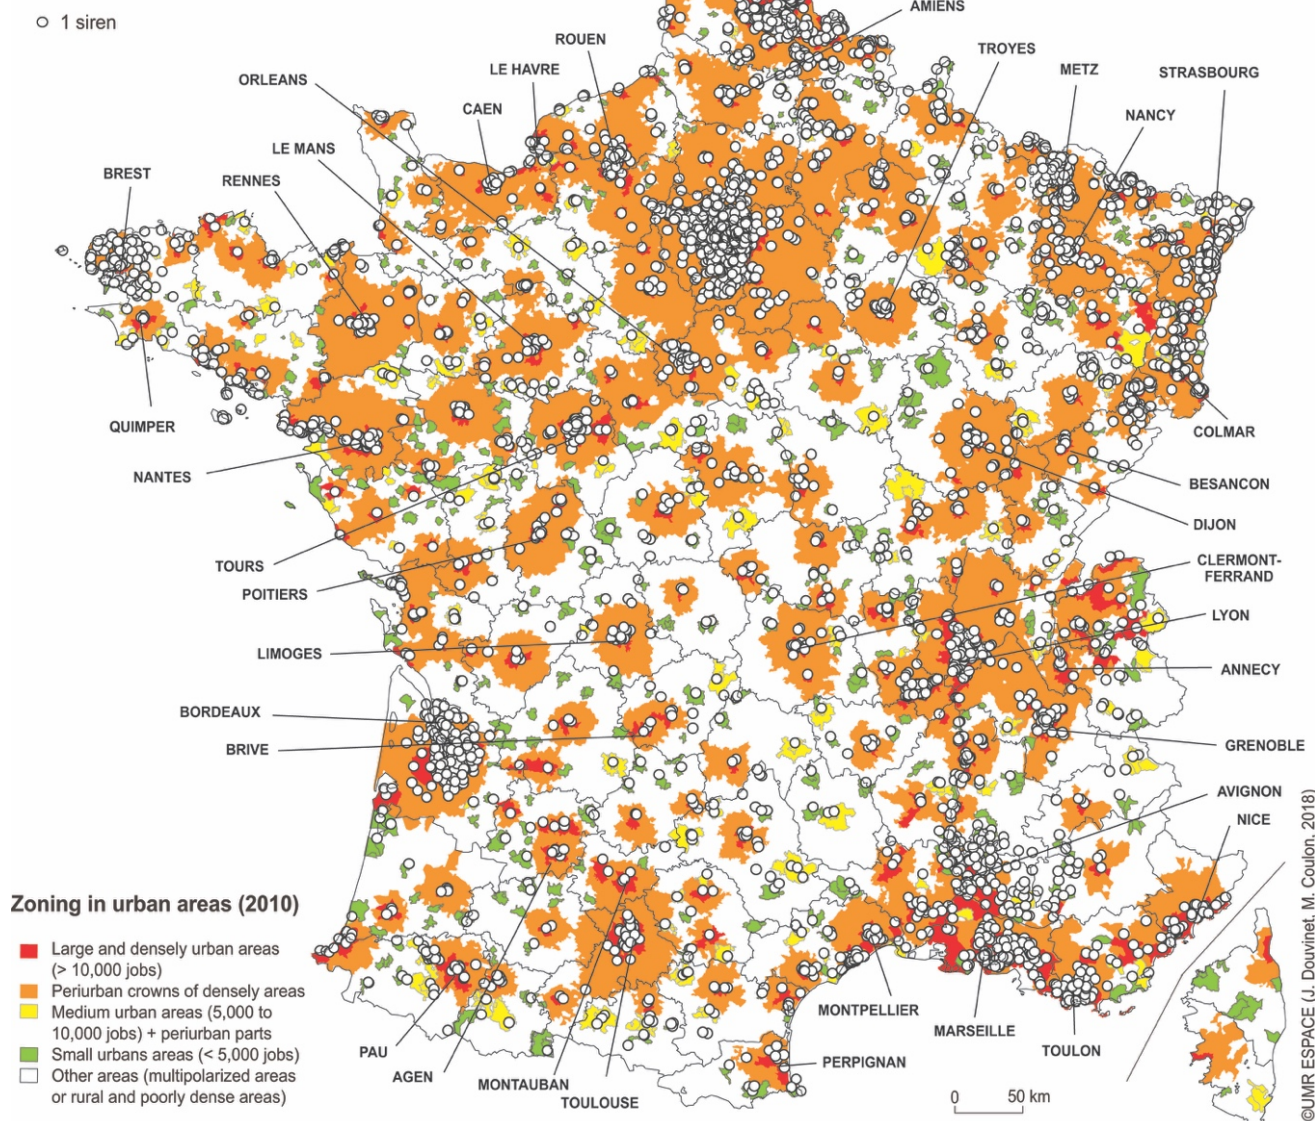 1 siren
AMIENS
ROUEN
TROYES
LE HAVRE
METZ
STRASBOURG
ORLEANS
CAEN
NANCY
LE MANS
BREST
RENNES
QUIMPER
COLMAR
NANTES
BESANCON
DIJON
TOURS
CLERMONT-
FERRAND
POITIERS
LYON
LIMOGES
ANNECY
BORDEAUX
BRIVE
GRENOBLE
AVIGNON
NICE
Zoning in urban areas (2010)
Large and densely urban areas
(> 10,000 jobs)
Periurban crowns of densely areas
Medium urban areas (5,000 to
10,000 jobs) + periurban parts
Small urbans areas (< 5,000 jobs)
Other areas (multipolarized areas
or rural and poorly dense areas)
PAU
AGEN
MONTAUBAN
TOULOUSE
MONTPELLIER
MARSEILLE
TOULON
PERPIGNAN
0 50 km
©UMR ESPACE (J. Douvinet, M. Coulon, 2018)